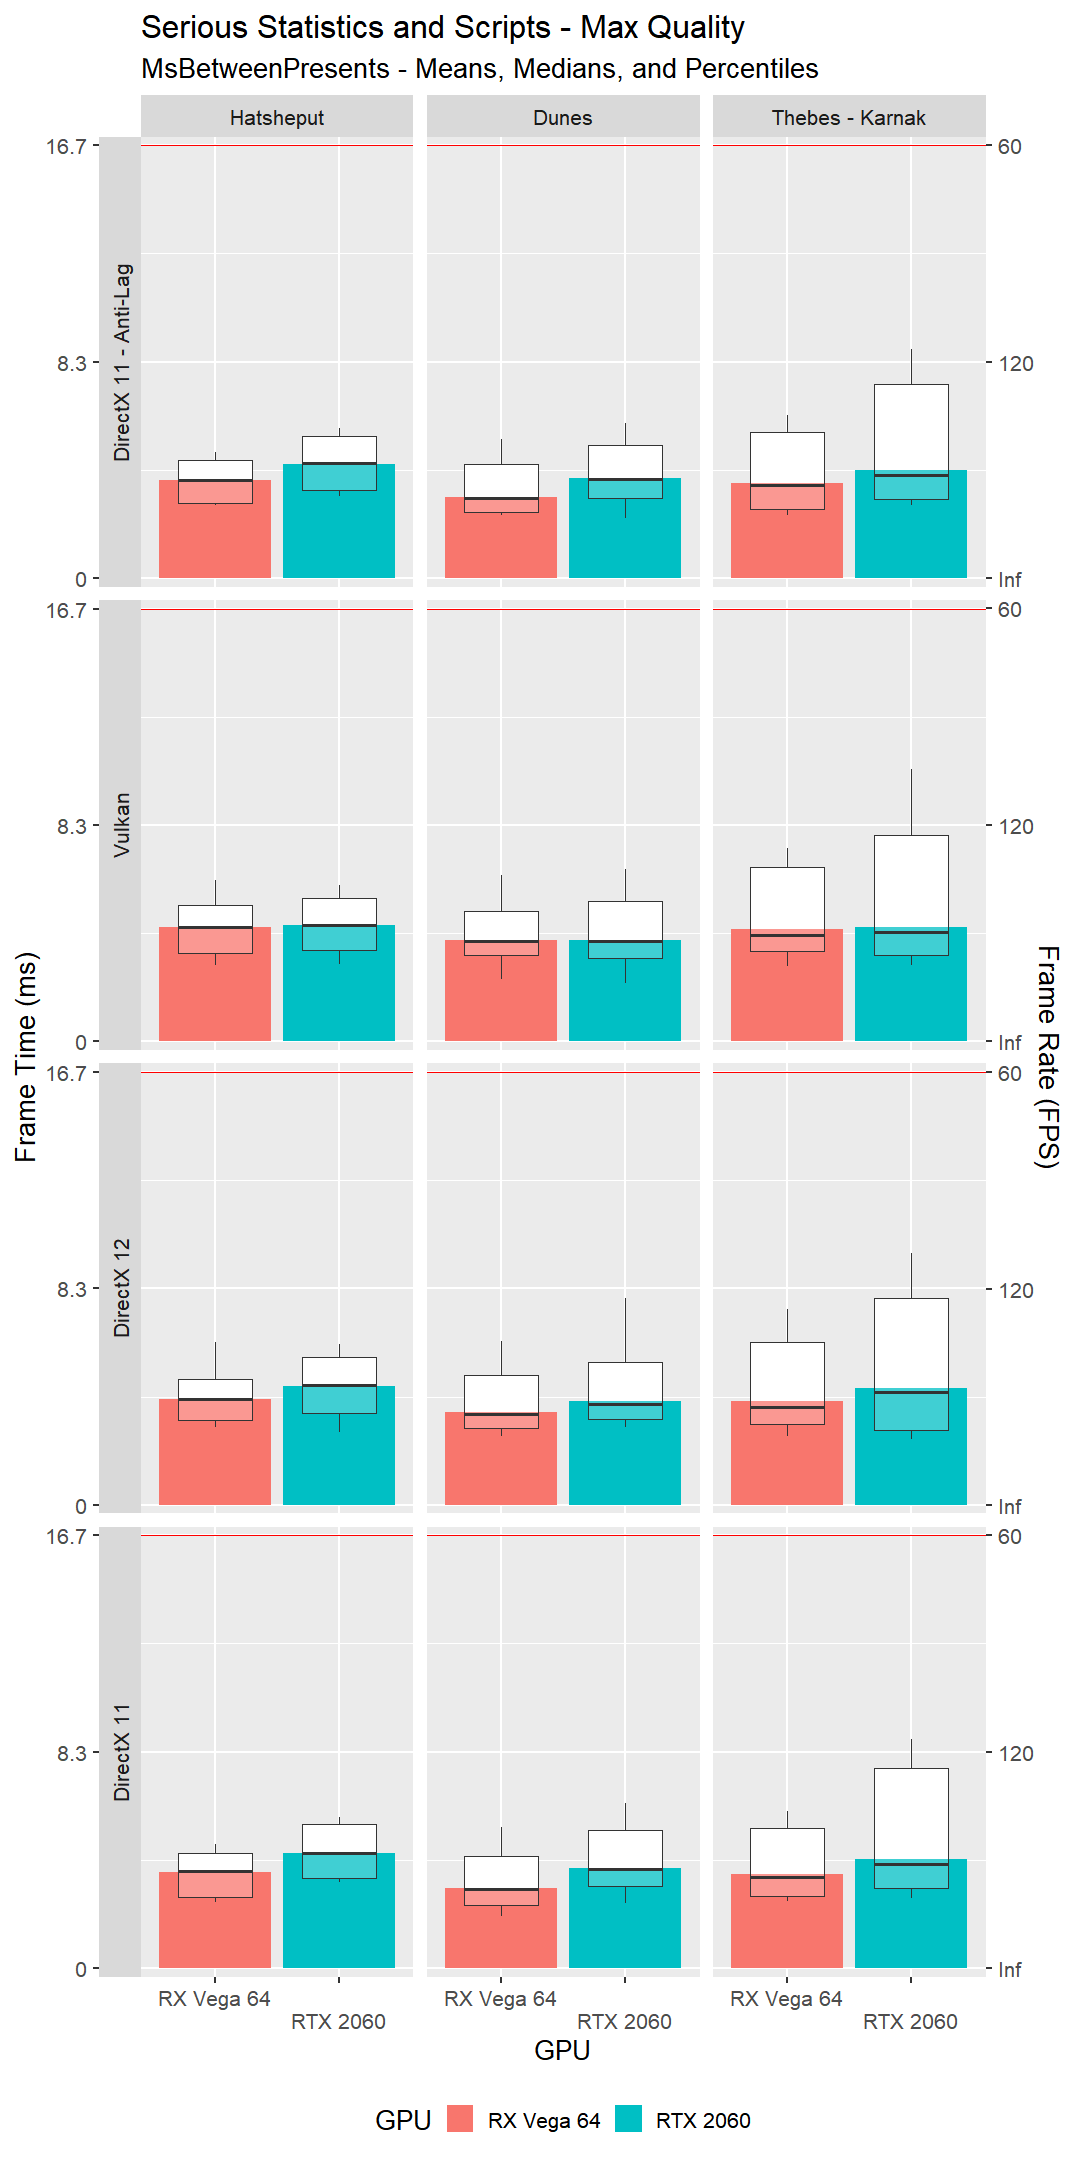 Serious Statistics and Scripts - Max Quality
MsBetweenPresents - Means, Medians, and Percentiles
Hatsheput
Dunes
Thebes - Karnak
DirectX 11 - Anti-Lag
16.7
8.3
0
60
120
Inf
Vulkan
16.7
8.3
0
60
120
Inf
Frame Time (ms)
Frame Rate (FPS)
DirectX 12
16.7
8.3
0
60
120
Inf
DirectX 11
16.7
8.3
0
60
120
Inf
RX Vega 64
RTX 2060
RX Vega 64
RTX 2060
RX Vega 64
RTX 2060
GPU
GPU
RX Vega 64
RTX 2060